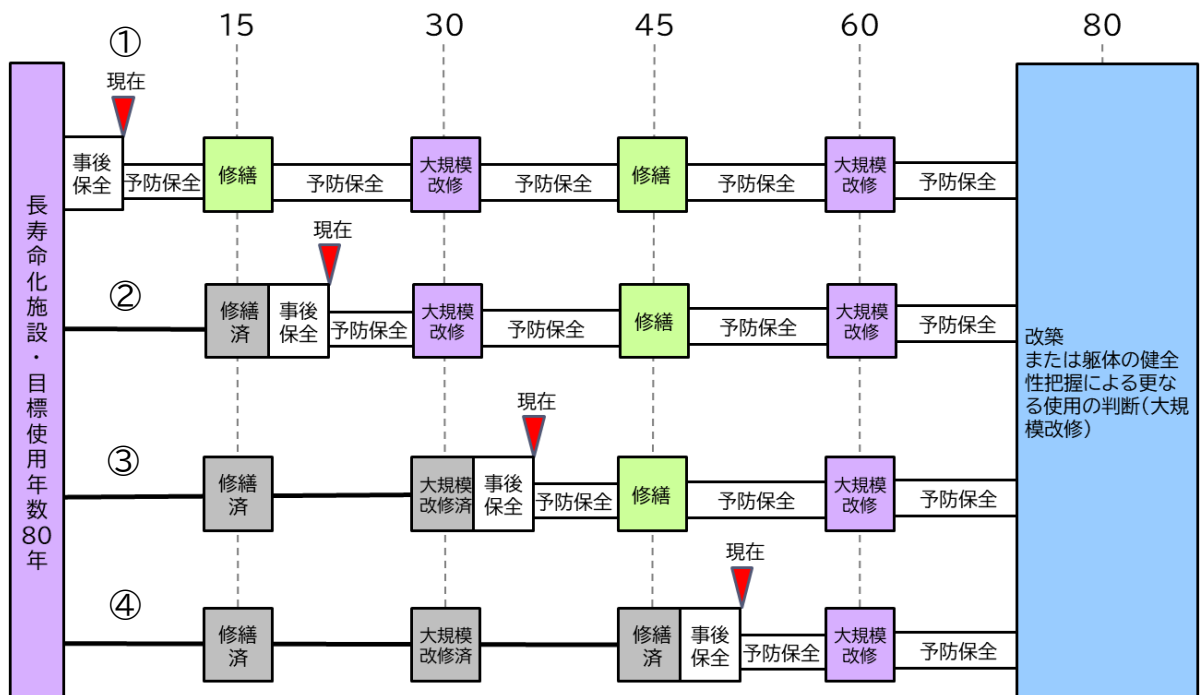 15 30 45 60 80
①
現在
事後
保全
予防保全
修繕
予防保全
大規模
改修
予防保全
修繕
予防保全
大規模
改修
予防保全
長寿命化施設・目標使用年数80年
②
現在
修繕
済
事後
保全
予防保全
大規模
改修
予防保全
修繕
予防保全
大規模
改修
予防保全
③
現在
修繕
済
大規模
改修済
事後
保全
予防保全
修繕
予防保全
大規模
改修
予防保全
④
現在
修繕
済
大規模
改修済
修繕
済
事後
保全
予防保全
大規模
改修
予防保全
改築
または躯体の健全
性把握による更な
る使用の判断(大規
模改修)